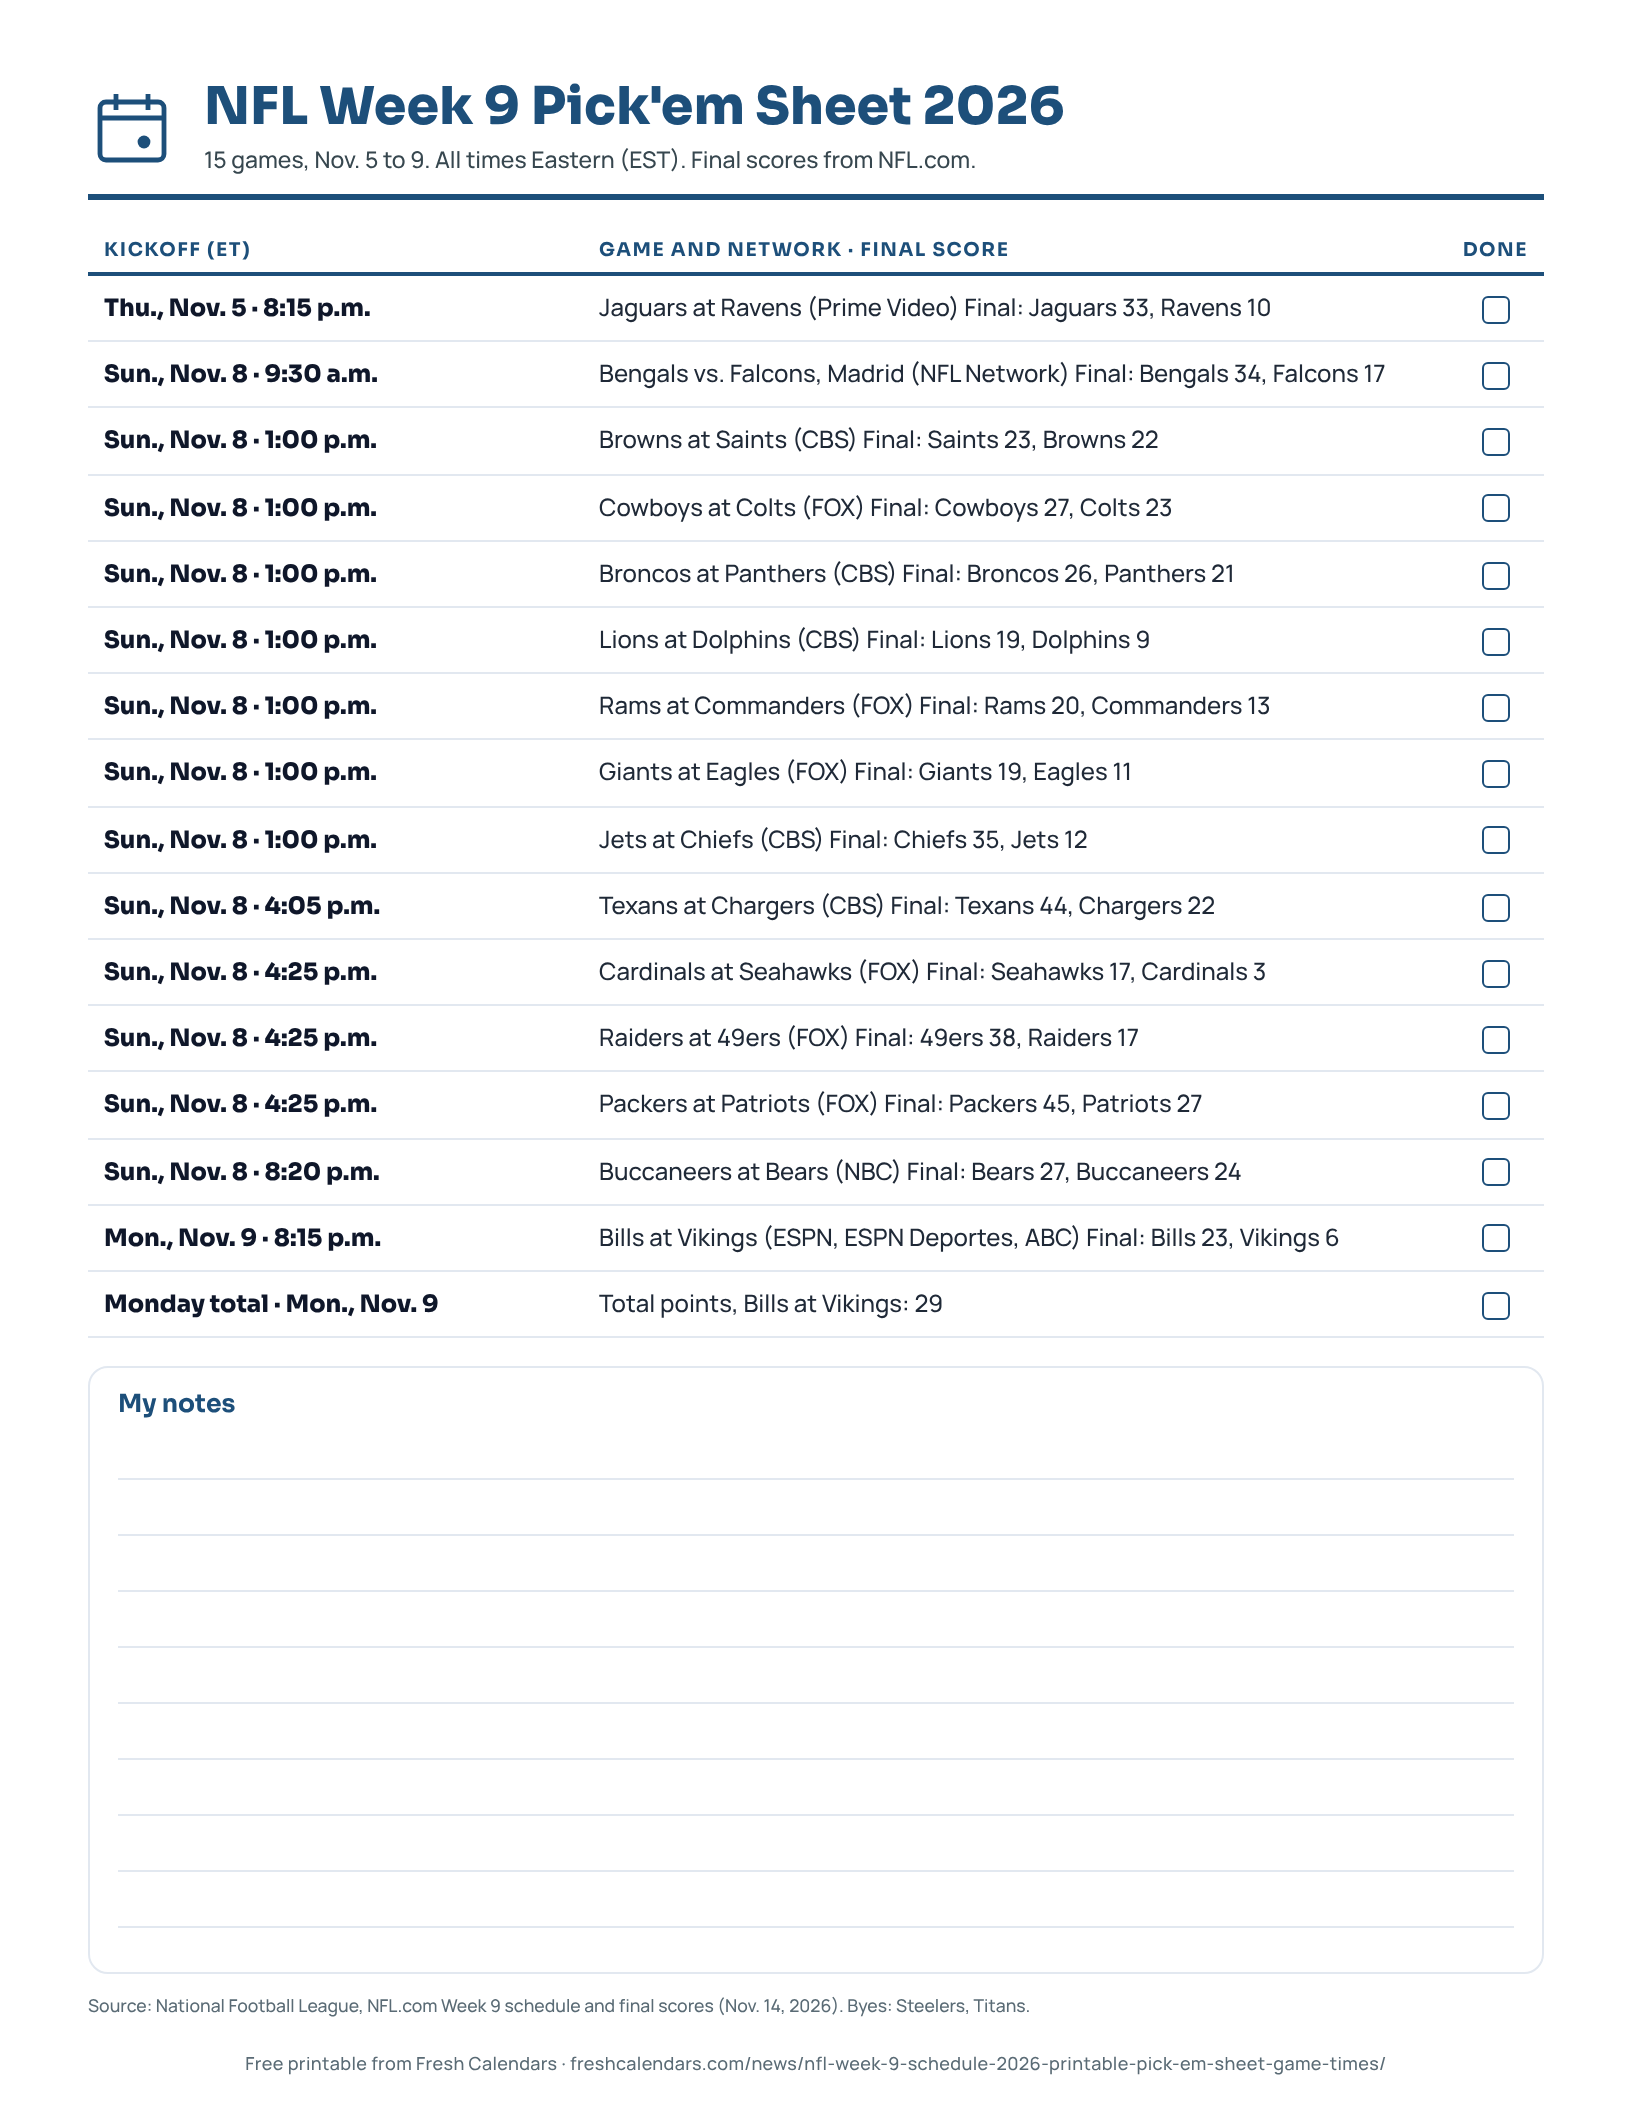 NFL Week 9 Pick'em Sheet 2026
15 games, Nov. 5 to 9. All times Eastern (EST). Final scores from NFL.com.
KICKOFF (ET) GAME AND NETWORK · FINAL SCORE DONE
Thu., Nov. 5 · 8:15 p.m. Jaguars at Ravens (Prime Video) Final: Jaguars 33, Ravens 10
Sun., Nov. 8 · 9:30 a.m. Bengals vs. Falcons, Madrid (NFL Network) Final: Bengals 34, Falcons 17
Sun., Nov. 8 · 1:00 p.m. Browns at Saints (CBS) Final: Saints 23, Browns 22
Sun., Nov. 8 · 1:00 p.m. Cowboys at Colts (FOX) Final: Cowboys 27, Colts 23
Sun., Nov. 8 · 1:00 p.m. Broncos at Panthers (CBS) Final: Broncos 26, Panthers 21
Sun., Nov. 8 · 1:00 p.m. Lions at Dolphins (CBS) Final: Lions 19, Dolphins 9
Sun., Nov. 8 · 1:00 p.m. Rams at Commanders (FOX) Final: Rams 20, Commanders 13
Sun., Nov. 8 · 1:00 p.m. Giants at Eagles (FOX) Final: Giants 19, Eagles 11
Sun., Nov. 8 · 1:00 p.m. Jets at Chiefs (CBS) Final: Chiefs 35, Jets 12
Sun., Nov. 8 · 4:05 p.m. Texans at Chargers (CBS) Final: Texans 44, Chargers 22
Sun., Nov. 8 · 4:25 p.m. Cardinals at Seahawks (FOX) Final: Seahawks 17, Cardinals 3
Sun., Nov. 8 · 4:25 p.m. Raiders at 49ers (FOX) Final: 49ers 38, Raiders 17
Sun., Nov. 8 · 4:25 p.m. Packers at Patriots (FOX) Final: Packers 45, Patriots 27
Sun., Nov. 8 · 8:20 p.m. Buccaneers at Bears (NBC) Final: Bears 27, Buccaneers 24
Mon., Nov. 9 · 8:15 p.m. Bills at Vikings (ESPN, ESPN Deportes, ABC) Final: Bills 23, Vikings 6
Monday total · Mon., Nov. 9 Total points, Bills at Vikings: 29
My notes
Source: National Football League, NFL.com Week 9 schedule and final scores (Nov. 14, 2026). Byes: Steelers, Titans.
Free printable from Fresh Calendars · freshcalendars.com/news/nfl-week-9-schedule-2026-printable-pick-em-sheet-game-times/